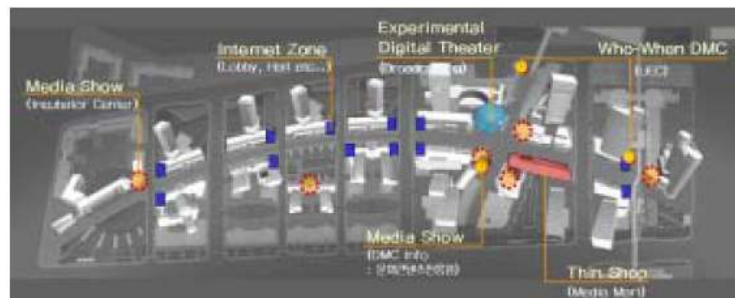 Experimental
Digital Theater
Internet Zone
(Lobby, Hall etc..)
Who-When DMC
(UEC)
Media Show
(Incubator Center)
Media Show
(DMC Info
Thin Shop
(Media Mart)